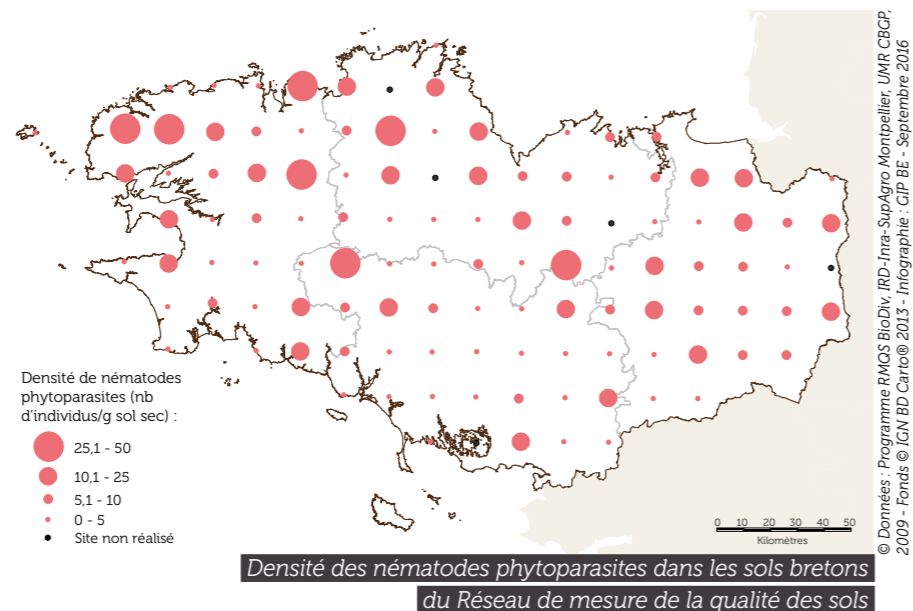 Densité de nématodes
phytoparasites (nb
d'individus/g sol sec) :
25,1 - 50
10,1 - 25
5,1 - 10
0 - 5
Site non réalisé
0 10 20 30 40 50
Kilomètres
© Données : Programme RMQS BioDiv, IRD-Inra-SupAgro Montpellier, UMR CBGP,
2009 - Fonds © IGN BD Carto® 2013 - Infographie : GIP BE - Septembre 2016
Densité des nématodes phytoparasites dans les sols bretons
du Réseau de mesure de la qualité des sols